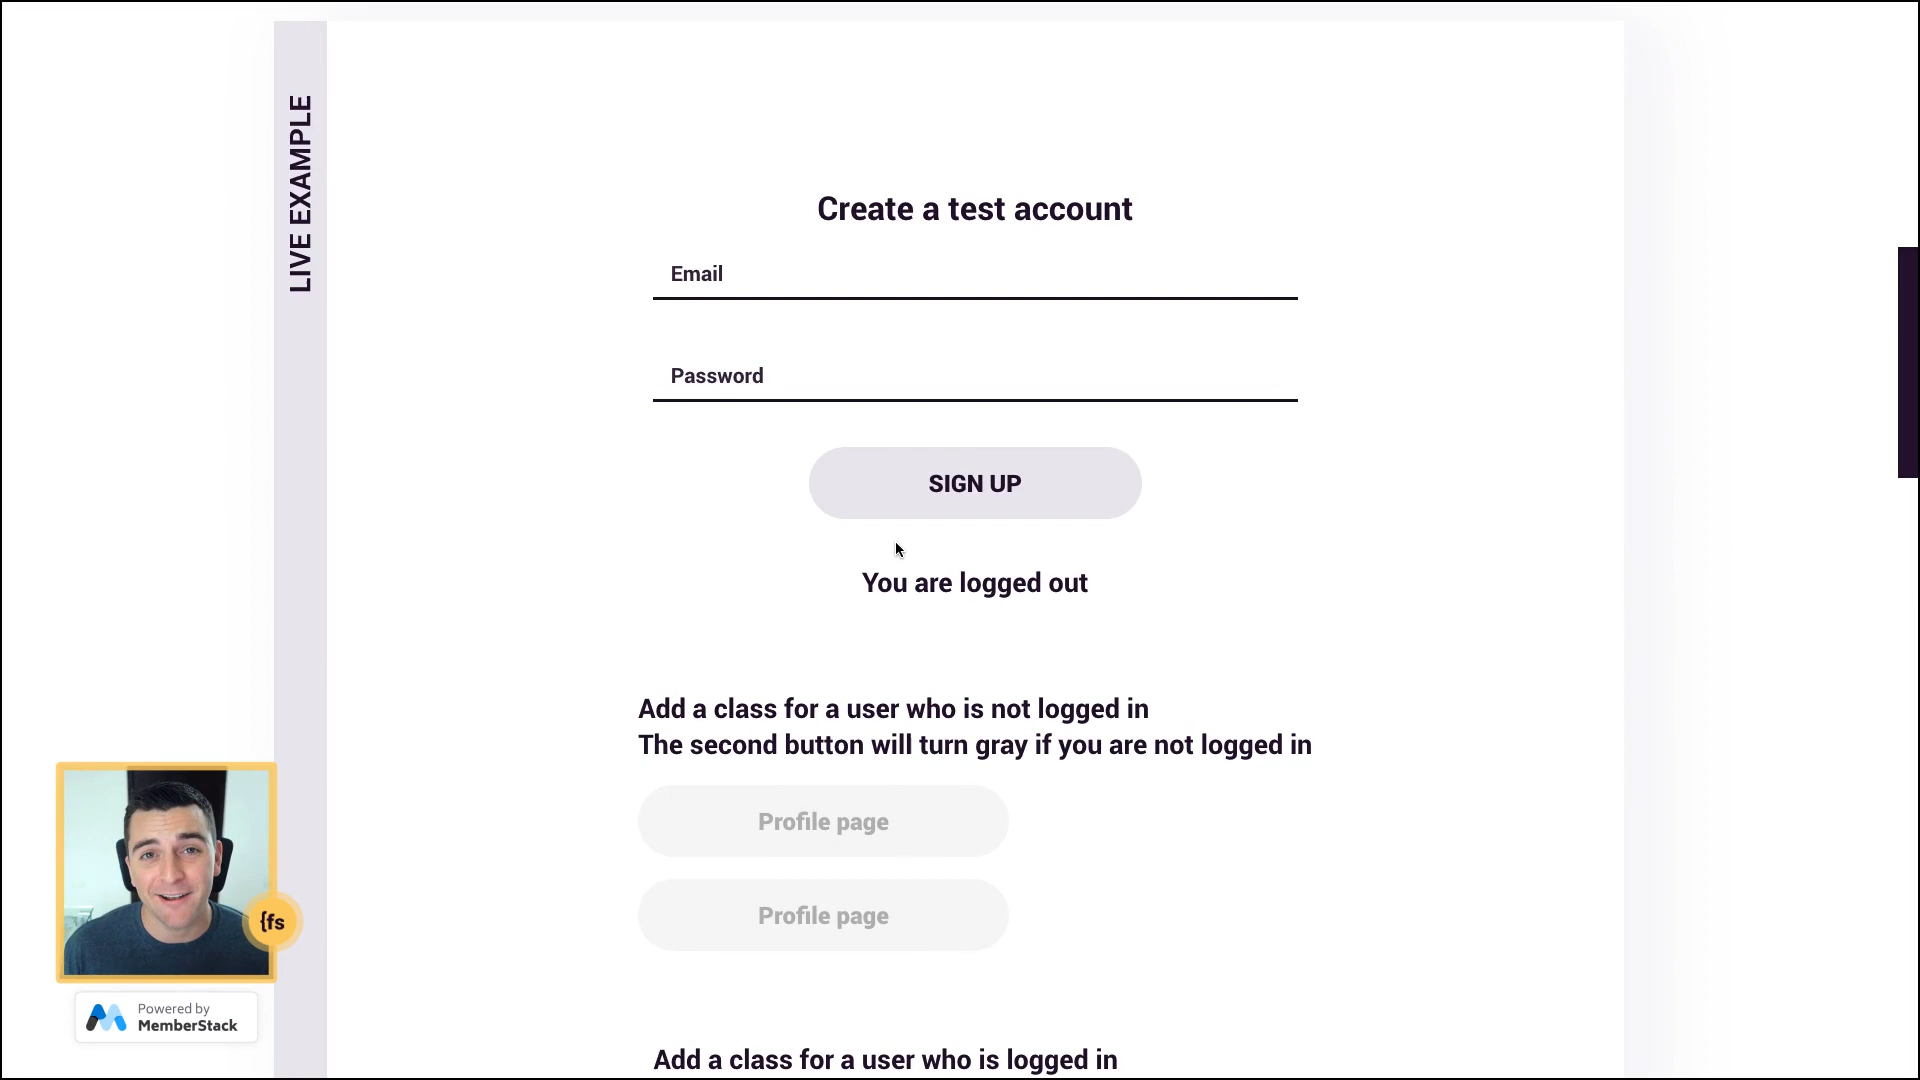 LIVE EXAMPLE
Create a test account
Email
Password
SIGN UP
You are logged out
Add a class for a user who is not logged in
The second button will turn gray if you are not logged in
Profile page
Profile page
{fs
Powered by
MemberStack
Add a class for a user who is logged in